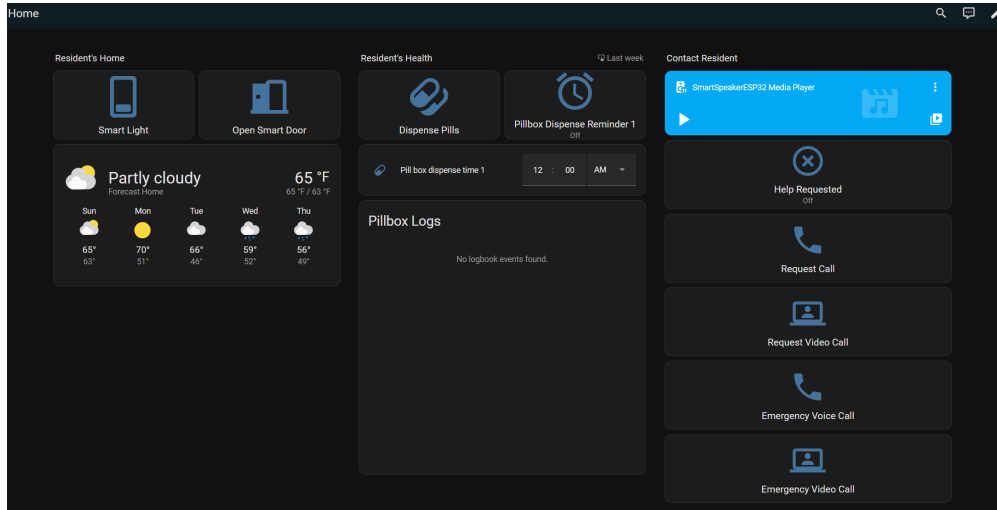 Home
Resident's Home
Smart Light
Open Smart Door
Partly cloudy
Forecast Home
65 °F
65 °F / 63 °F
Sun Mon Tue Wed Thu
65° 70° 66° 59° 56°
63° 51° 46° 52° 49°
Resident's Health
Last week
Dispense Pills
Pillbox Dispense Reminder 1
Off
Pill box dispense time 1
12 : 00 AM
Pillbox Logs
No logbook events found.
Contact Resident
SmartSpeakerESP32 Media Player
Help Requested
Off
Request Call
Request Video Call
Emergency Voice Call
Emergency Video Call